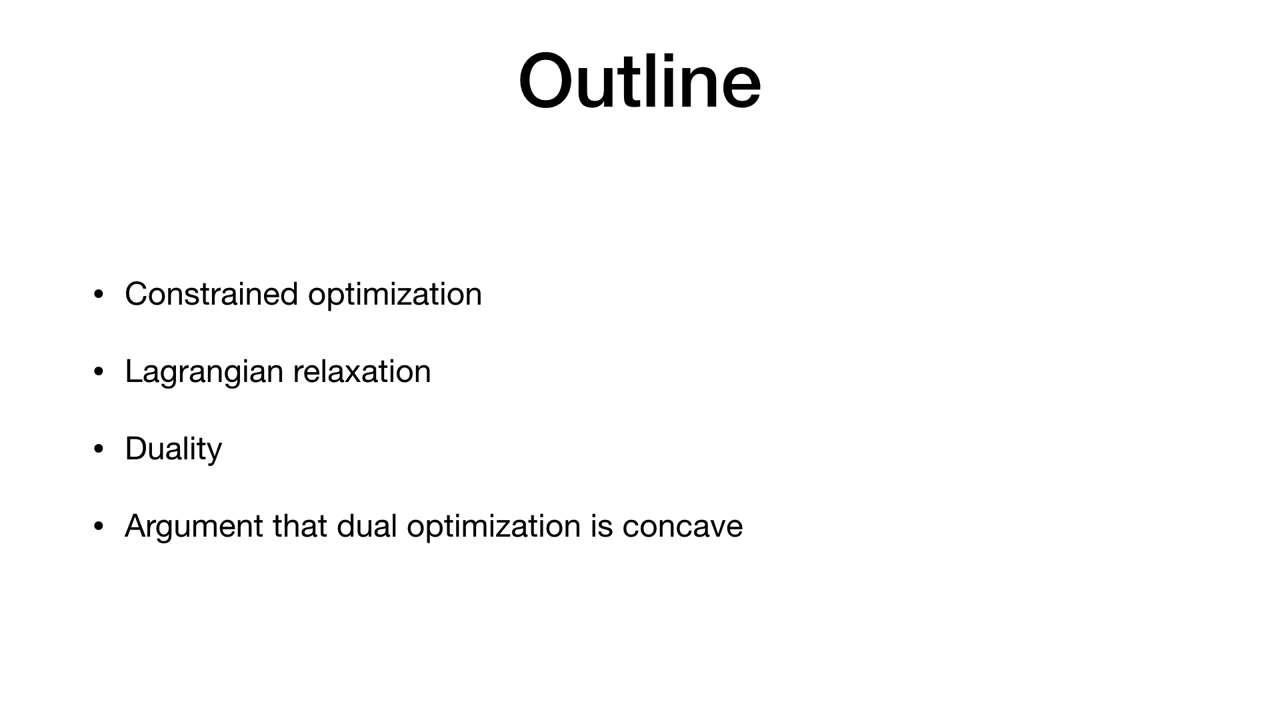 Outline
• Constrained optimization
• Lagrangian relaxation
• Duality
• Argument that dual optimization is concave